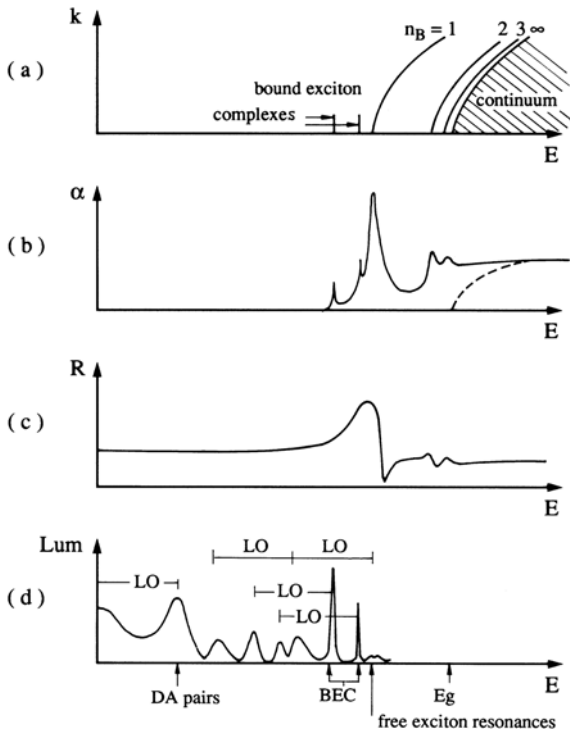 k
n_B = 1 2 3 ∞
( a )
bound exciton
complexes
continuum
E
α
( b )
E
R
( c )
E
Lum
LO LO
LO
LO
( d )
LO
E
DA pairs
BEC
Eg
free exciton resonances